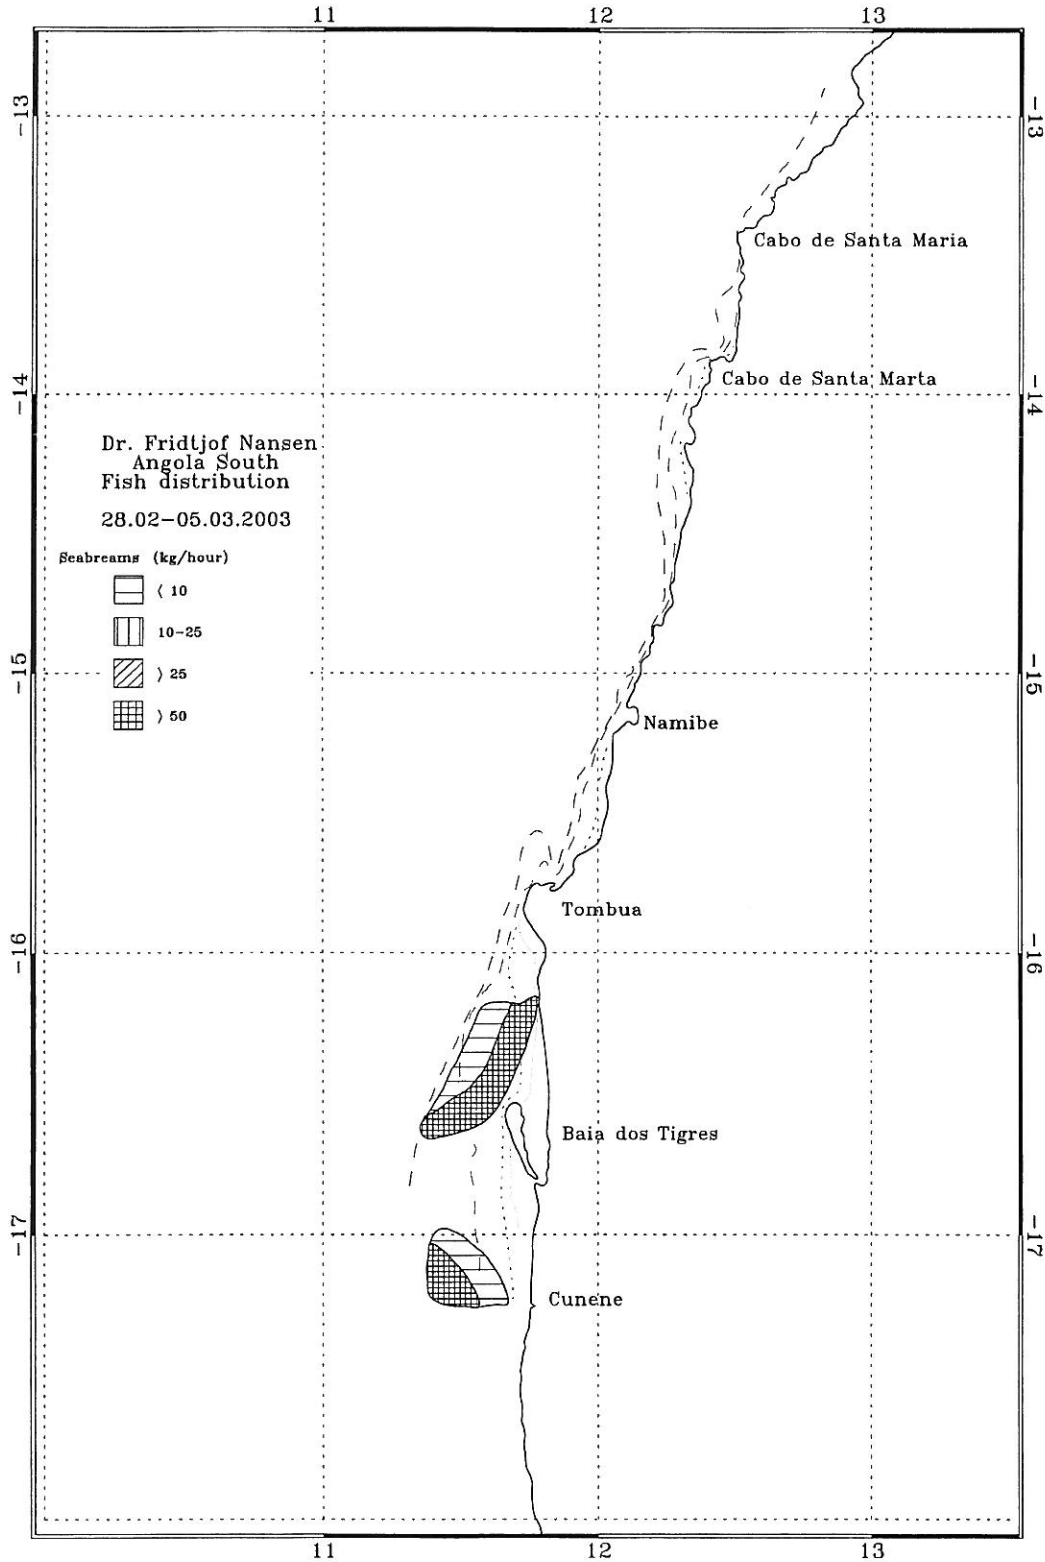 11 12 13
-13 -13
Cabo de Santa Maria
Cabo de Santa Marta
-14 -14
Dr. Fridtjof Nansen
Angola South
Fish distribution
28.02-05.03.2003
Seabreams (kg/hour)
⟨ 10
10-25
⟩ 25
⟩ 50
-15 -15
Namibe
Tombua
-16 -16
Baia dos Tigres
-17 -17
Cunene
11 12 13